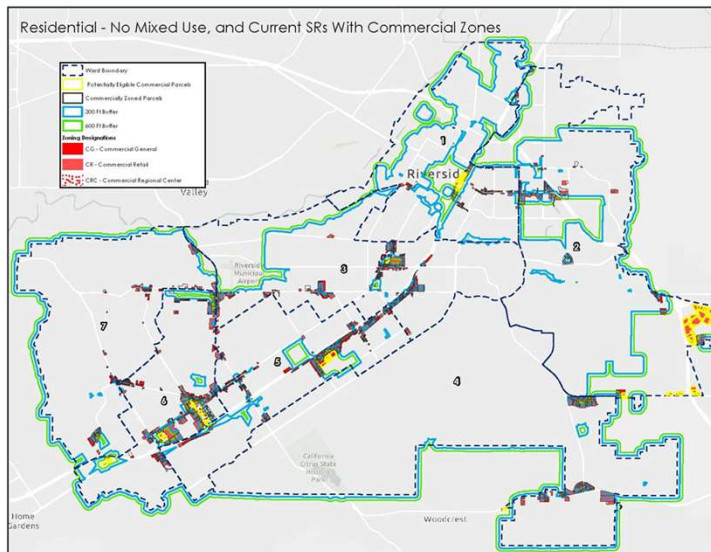 Residential - No Mixed Use, and Current SRs With Commercial Zones
Ward Boundary
Potentially Eligible Commercial Parcels
Commercially Zoned Parcels
300 Ft Buffer
600 Ft Buffer
Zoning Designations
CG - Commercial General
CR - Commercial Retail
CRC - Commercial Regional Center
Valley
1
Riversid
2
Riverside
Municipal
Airport
3
7
5
4
6
California
Citrus State
Historic
Park
Home
Gardens
Woodcrest